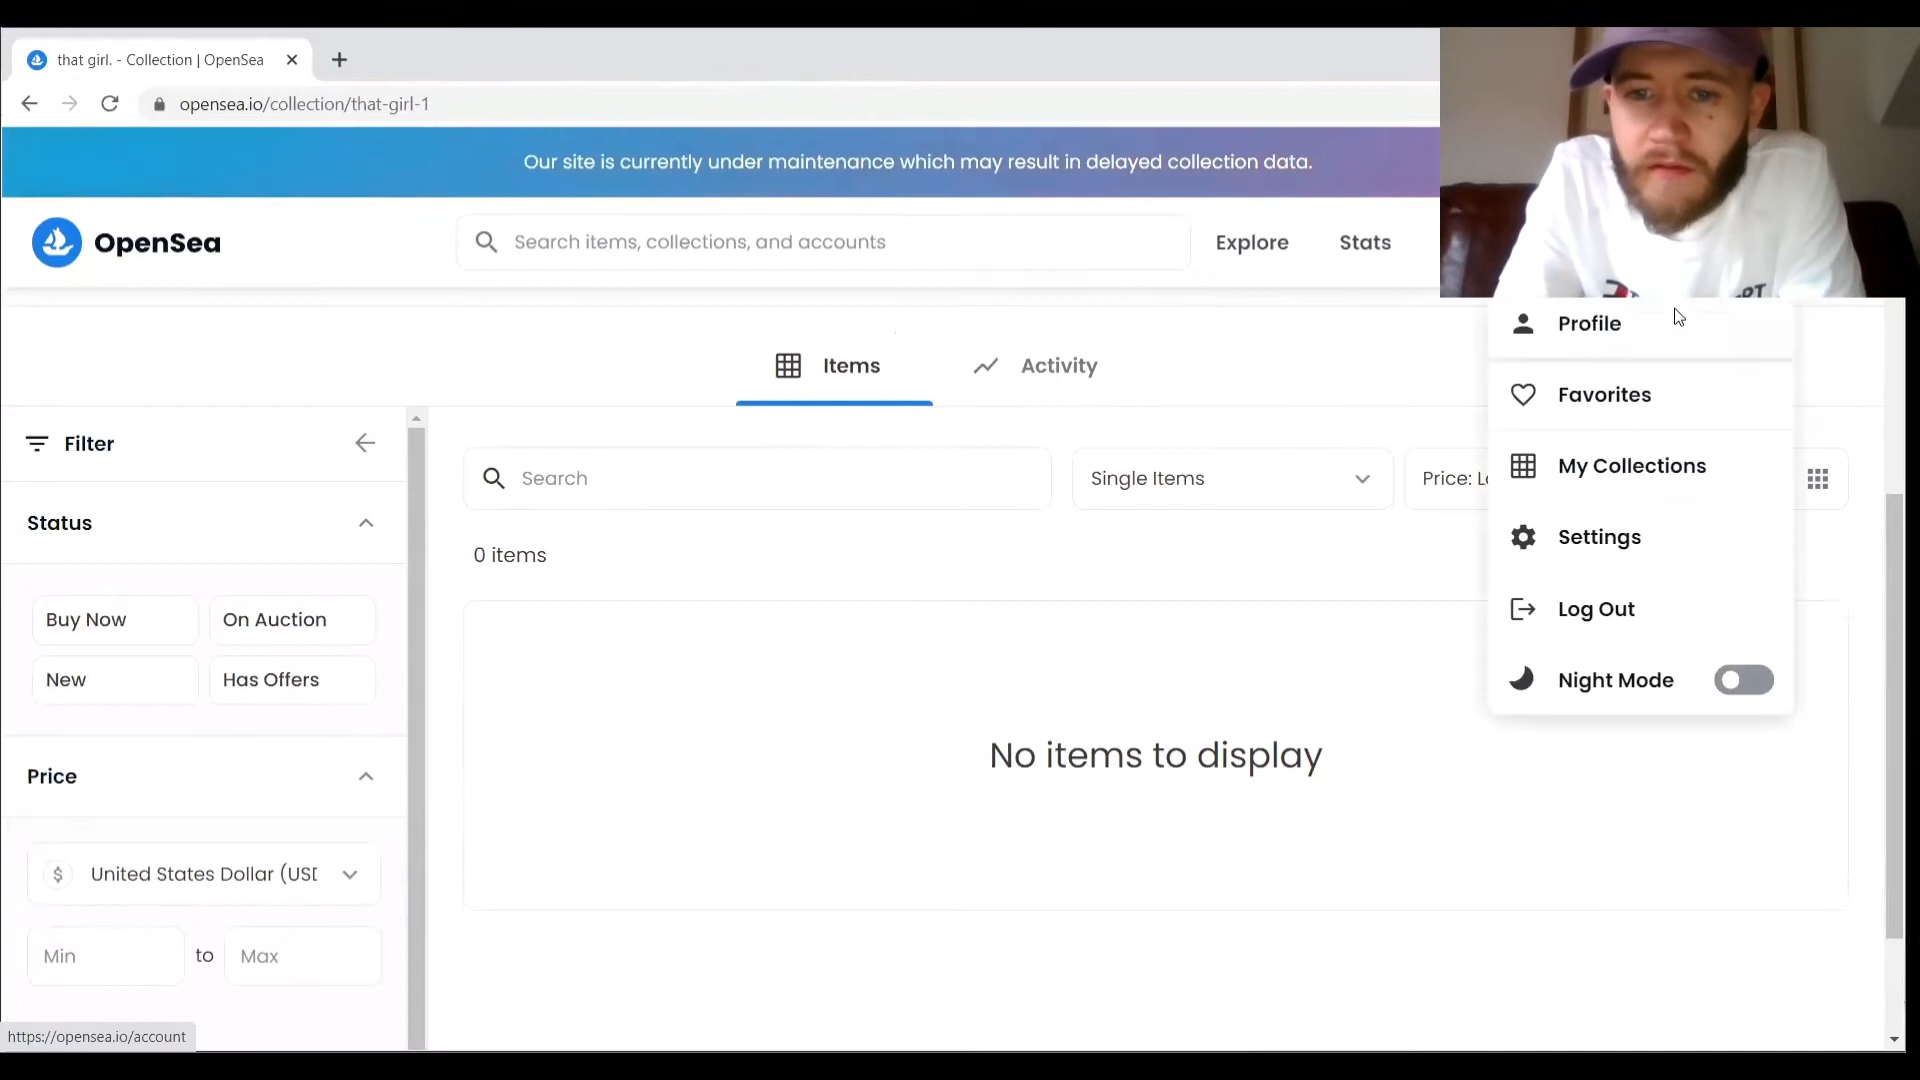 that girl. - Collection | OpenSea
opensea.io/collection/that-girl-1
Our site is currently under maintenance which may result in delayed collection data.
OpenSea
Search items, collections, and accounts
Explore
Stats
Profile
Favorites
My Collections
Settings
Log Out
Night Mode
Items
Activity
Filter
Status
Buy Now
On Auction
New
Has Offers
Price
$
United States Dollar (USD
Min
to
Max
Search
Single Items
Price: Lo
0 items
No items to display
https://opensea.io/account